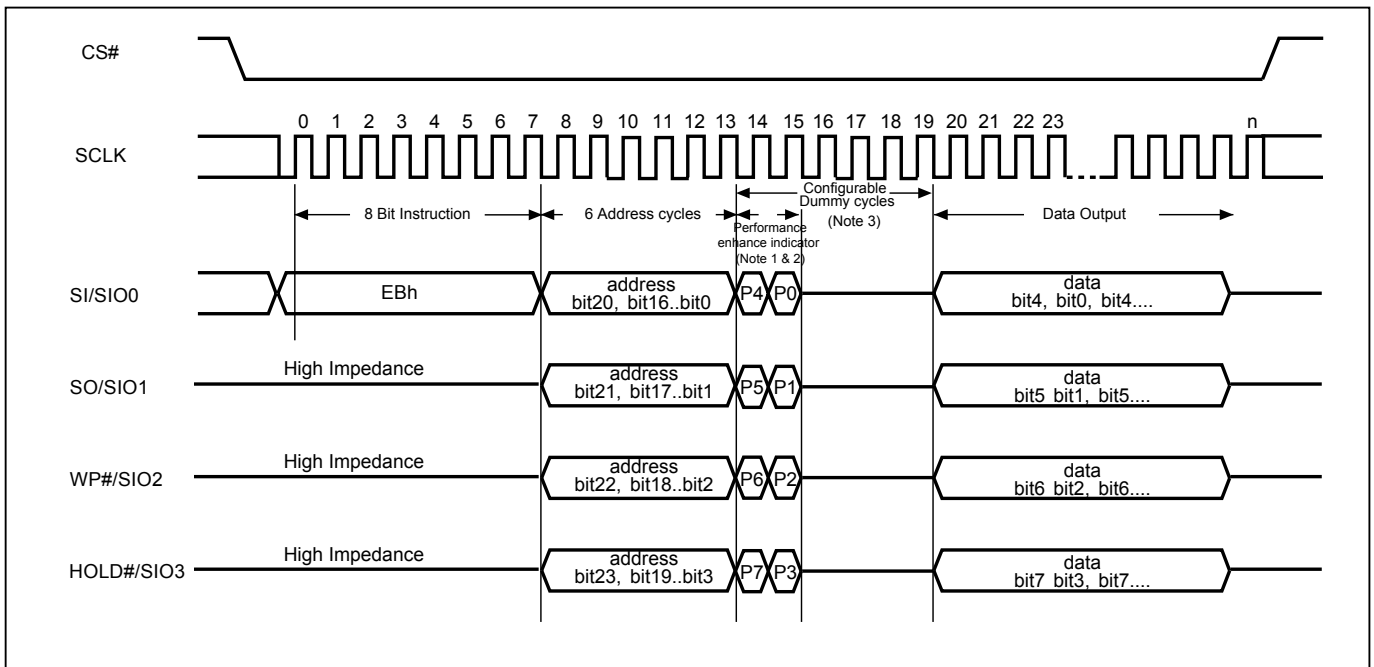 CS#
0 1 2 3 4 5 6 7 8 9 10 11 12 13 14 15 16 17 18 19 20 21 22 23 n
SCLK
Configurable
Dummy cycles
(Note 3)
8 Bit Instruction
6 Address cycles
Data Output
Performance
enhance indicator
(Note 1 & 2)
SI/SIO0
EBh
address
bit20, bit16..bit0
P4 P0
data
bit4, bit0, bit4....
High Impedance
SO/SIO1
address
bit21, bit17..bit1
P5 P1
data
bit5 bit1, bit5....
High Impedance
WP#/SIO2
address
bit22, bit18..bit2
P6 P2
data
bit6 bit2, bit6....
High Impedance
HOLD#/SIO3
address
bit23, bit19..bit3
P7 P3
data
bit7 bit3, bit7....